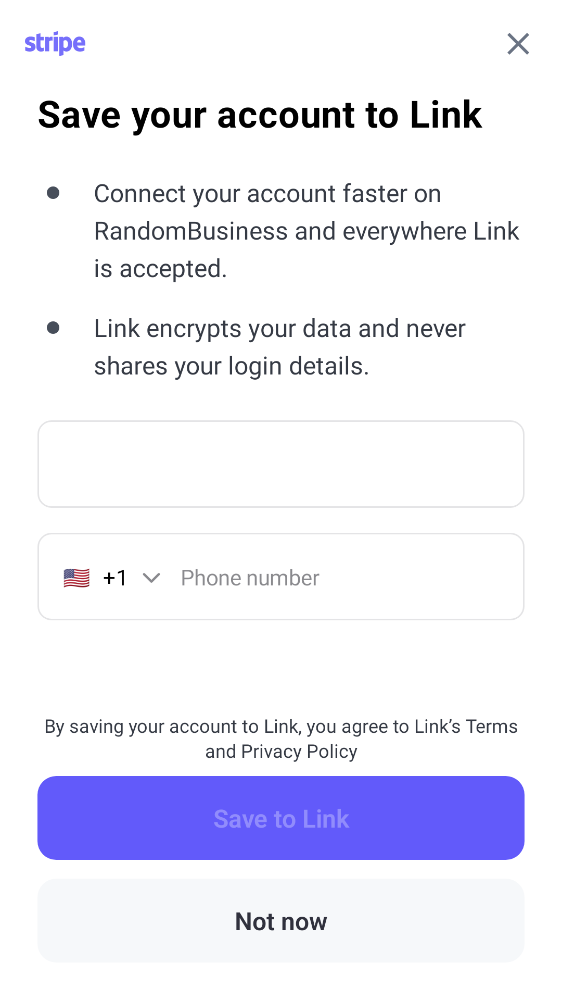 stripe
Save your account to Link
Connect your account faster on
RandomBusiness and everywhere Link
is accepted.
Link encrypts your data and never
shares your login details.
+1 Phone number
By saving your account to Link, you agree to Link’s Terms
and Privacy Policy
Save to Link
Not now